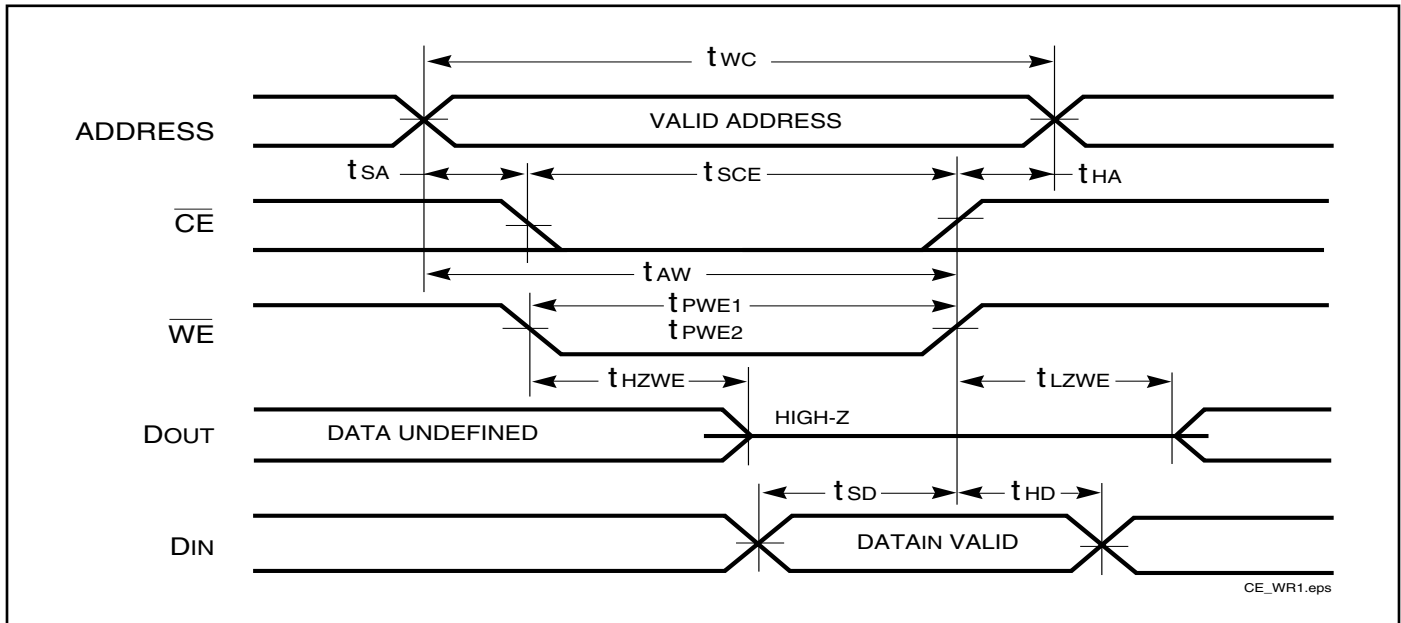 tWC
ADDRESS
VALID ADDRESS
tSA
tSCE
tHA
CE
tAW
tPWE1
WE
tPWE2
tHZWE
tLZWE
DOUT
DATA UNDEFINED
HIGH-Z
tSD
tHD
DIN
DATAIN VALID
CE_WR1.eps